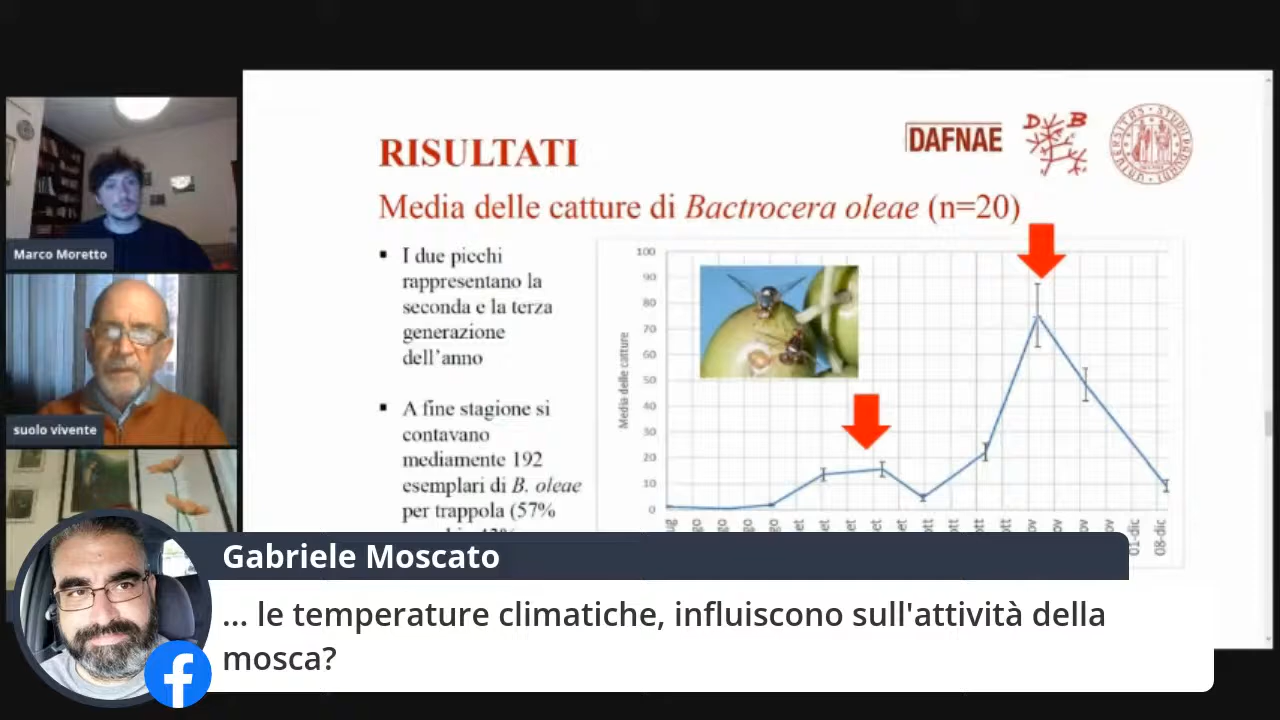 RISULTATI
DAFNAE
D B
Media delle catture di Bactrocera oleae (n=20)
I due picchi
rappresentano la
seconda e la terza
generazione
dell'anno
A fine stagione si
contavano
mediamente 192
esemplari di B. oleae
per trappola (57%
Media delle catture
100
90
80
70
60
50
40
30
20
10
0
01-dic
08-dic
Marco Moretto
suolo vivente
Gabriele Moscato
... le temperature climatiche, influiscono sull'attività della
mosca?